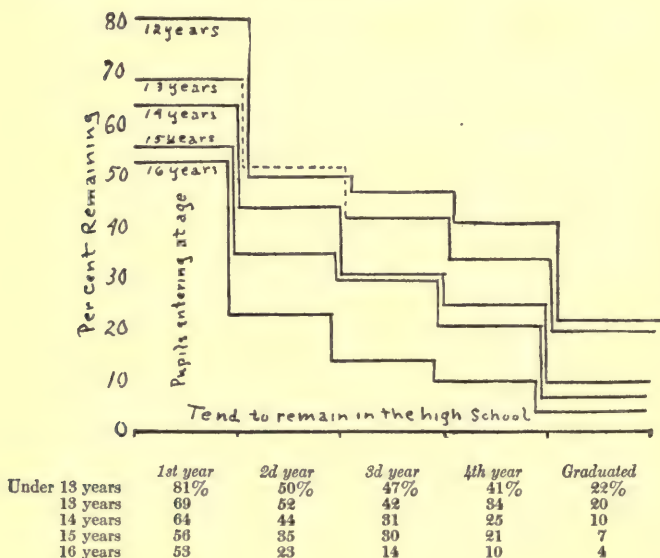 80
12 years
70
13 years
14 years
60
15 years
16 years
50
40
30
20
10
0
Per Cent Remaining
Pupils entering at age
Tend to remain in the high School
1st year 2d year 3d year 4th year Graduated
Under 13 years 81% 50% 47% 41% 22%
13 years 69 52 42 34 20
14 years 64 44 31 25 10
15 years 56 35 30 21 7
16 years 53 23 14 10 4